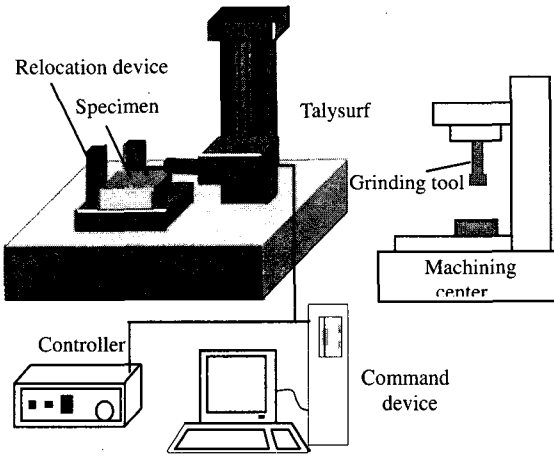 Relocation device
Specimen
Talysurf
Grinding tool
Machining
center
Controller
Command
device